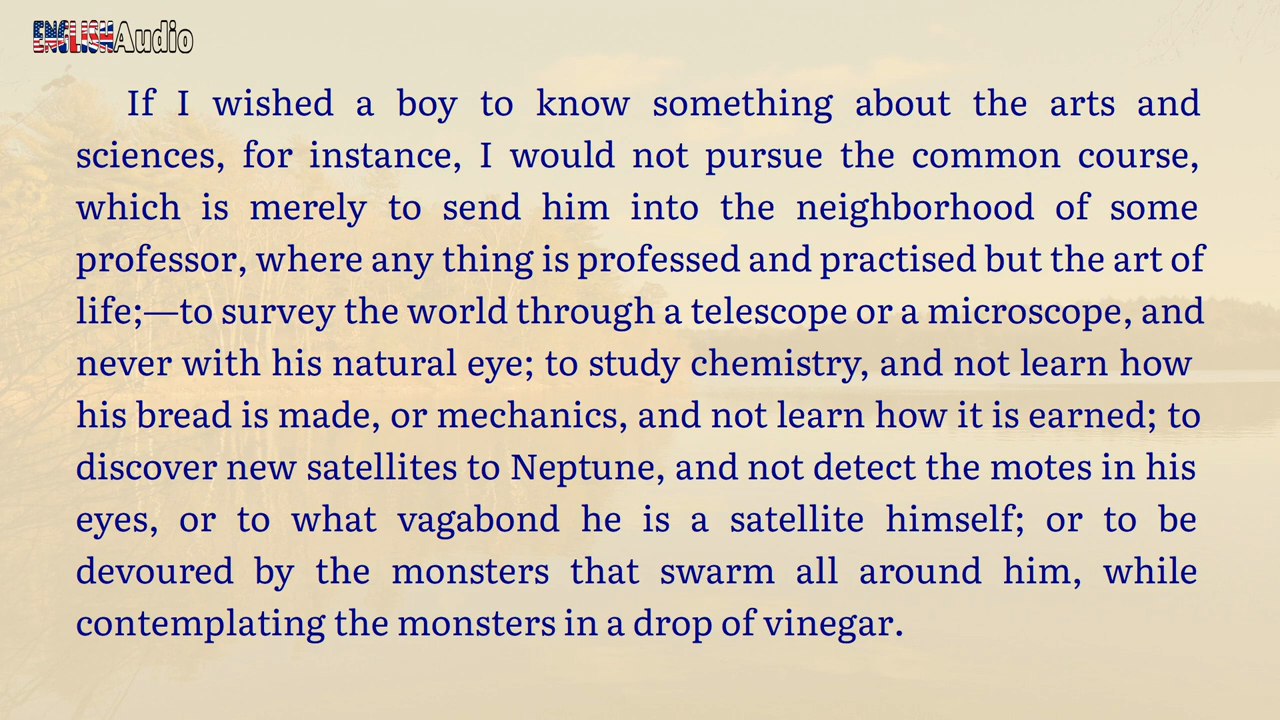 ENGLISHAudio
If I wished a boy to know something about the arts and
sciences, for instance, I would not pursue the common course,
which is merely to send him into the neighborhood of some
professor, where any thing is professed and practised but the art of
life;—to survey the world through a telescope or a microscope, and
never with his natural eye; to study chemistry, and not learn how
his bread is made, or mechanics, and not learn how it is earned; to
discover new satellites to Neptune, and not detect the motes in his
eyes, or to what vagabond he is a satellite himself; or to be
devoured by the monsters that swarm all around him, while
contemplating the monsters in a drop of vinegar.